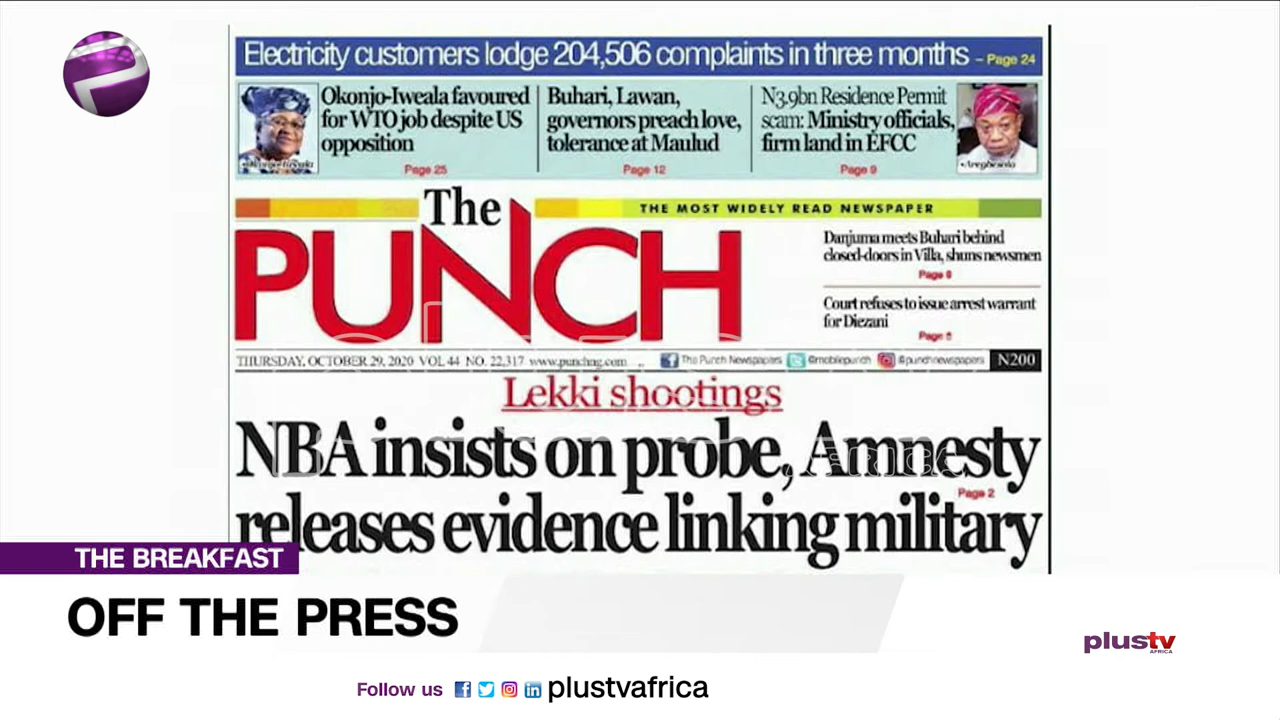 Electricity customers lodge 204,506 complaints in three months – Page 24
Okonjo-Iweala favoured
for WTO job despite US
opposition
Page 25
Buhari, Lawan,
governors preach love,
tolerance at Maulud
Page 12
N3.9bn Residence Permit
scam: Ministry officials,
firm land in EFCC
Page 9
•Okonjo-Iweala
•Aregbesola
The
PUNCH
THE MOST WIDELY READ NEWSPAPER
Danjuma meets Buhari behind
closed-doors in Villa, shuns newsmen
Court refuses to issue arrest warrant
for Diezani
THURSDAY, OCTOBER 29, 2020 VOL 44 NO. 22,317 www.punchng.com
The Punch Newspapers @mobilepunch @punchnewspapers N200
Lekki shootings
NBA insists on probe, Amnesty
Page 2
releases evidence linking military
THE BREAKFAST
OFF THE PRESS
plustv
AFRICA
Follow us plustvafrica